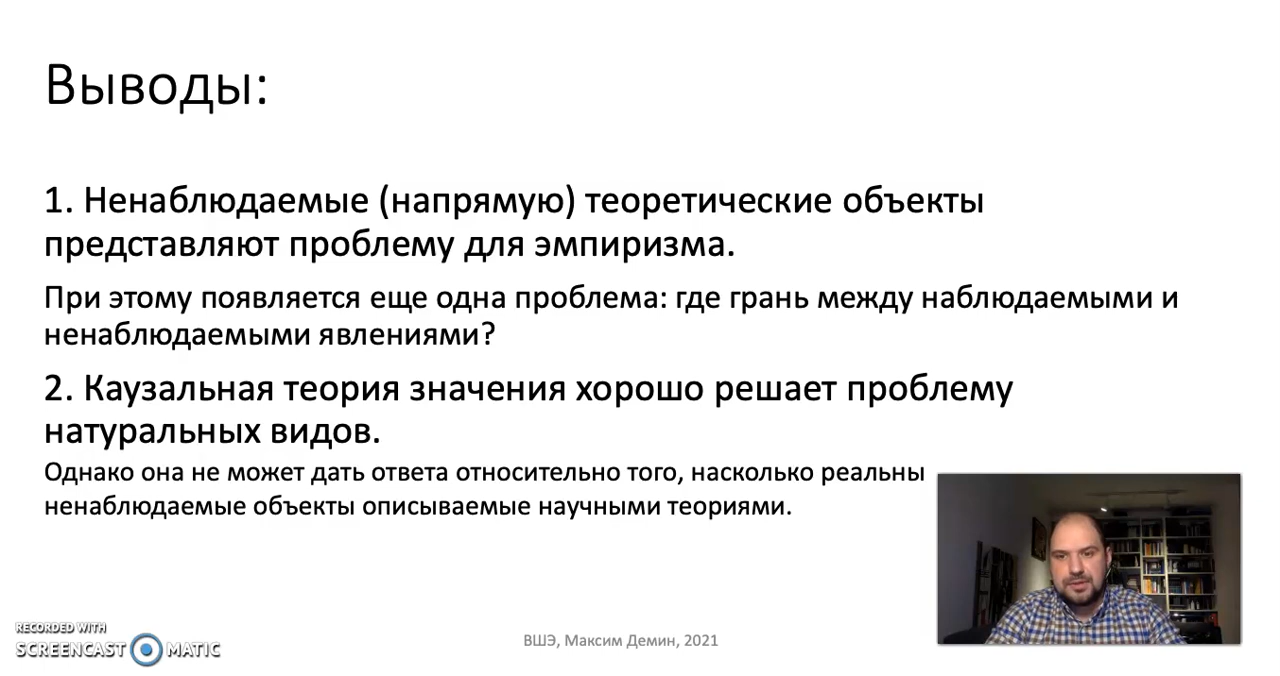 Выводы:
1. Ненаблюдаемые (напрямую) теоретические объекты
представляют проблему для эмпиризма.
При этом появляется еще одна проблема: где грань между наблюдаемыми и
ненаблюдаемыми явлениями?
2. Каузальная теория значения хорошо решает проблему
натуральных видов.
Однако она не может дать ответа относительно того, насколько реальны
ненаблюдаемые объекты описываемые научными теориями.
RECORDED WITH
SCREENCAST MATIC
ВШЭ, Максим Демин, 2021